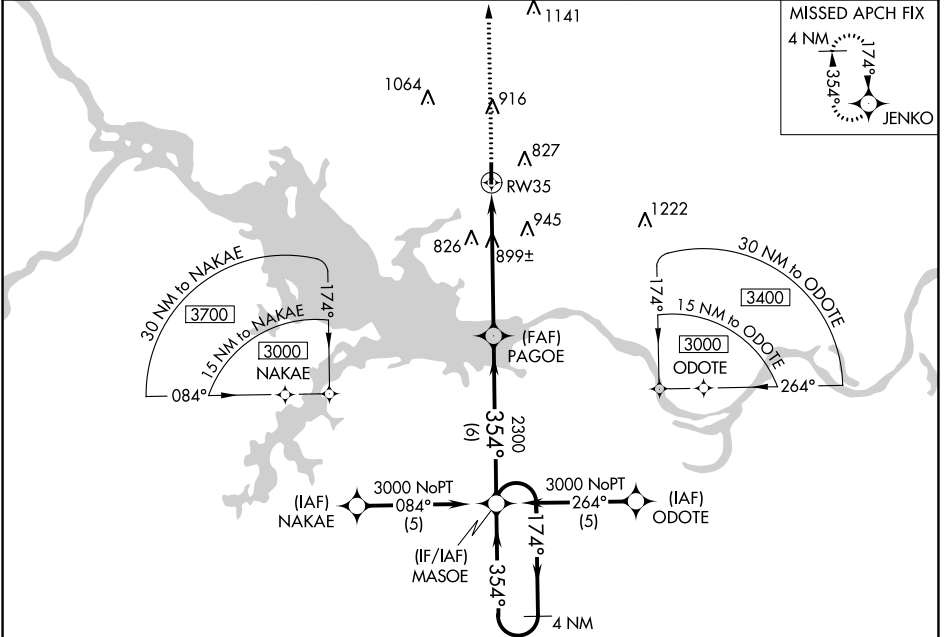 MISSED APCH FIX
4 NM
174°
354°
JENKO
1141
1064
916
827
RW35
945
826
899±
1222
30 NM to NAKAE
3700
174°
15 NM to NAKAE
3000
NAKAE
084°
30 NM to ODOTE
3400
174°
15 NM to ODOTE
3000
ODOTE
264°
(FAF)
PAGOE
2300
354°
(6)
(IAF)
NAKAE
3000 NoPT
084°
(5)
3000 NoPT
264°
(5)
(IAF)
ODOTE
(IF/IAF)
MASOE
174°
354°
4 NM